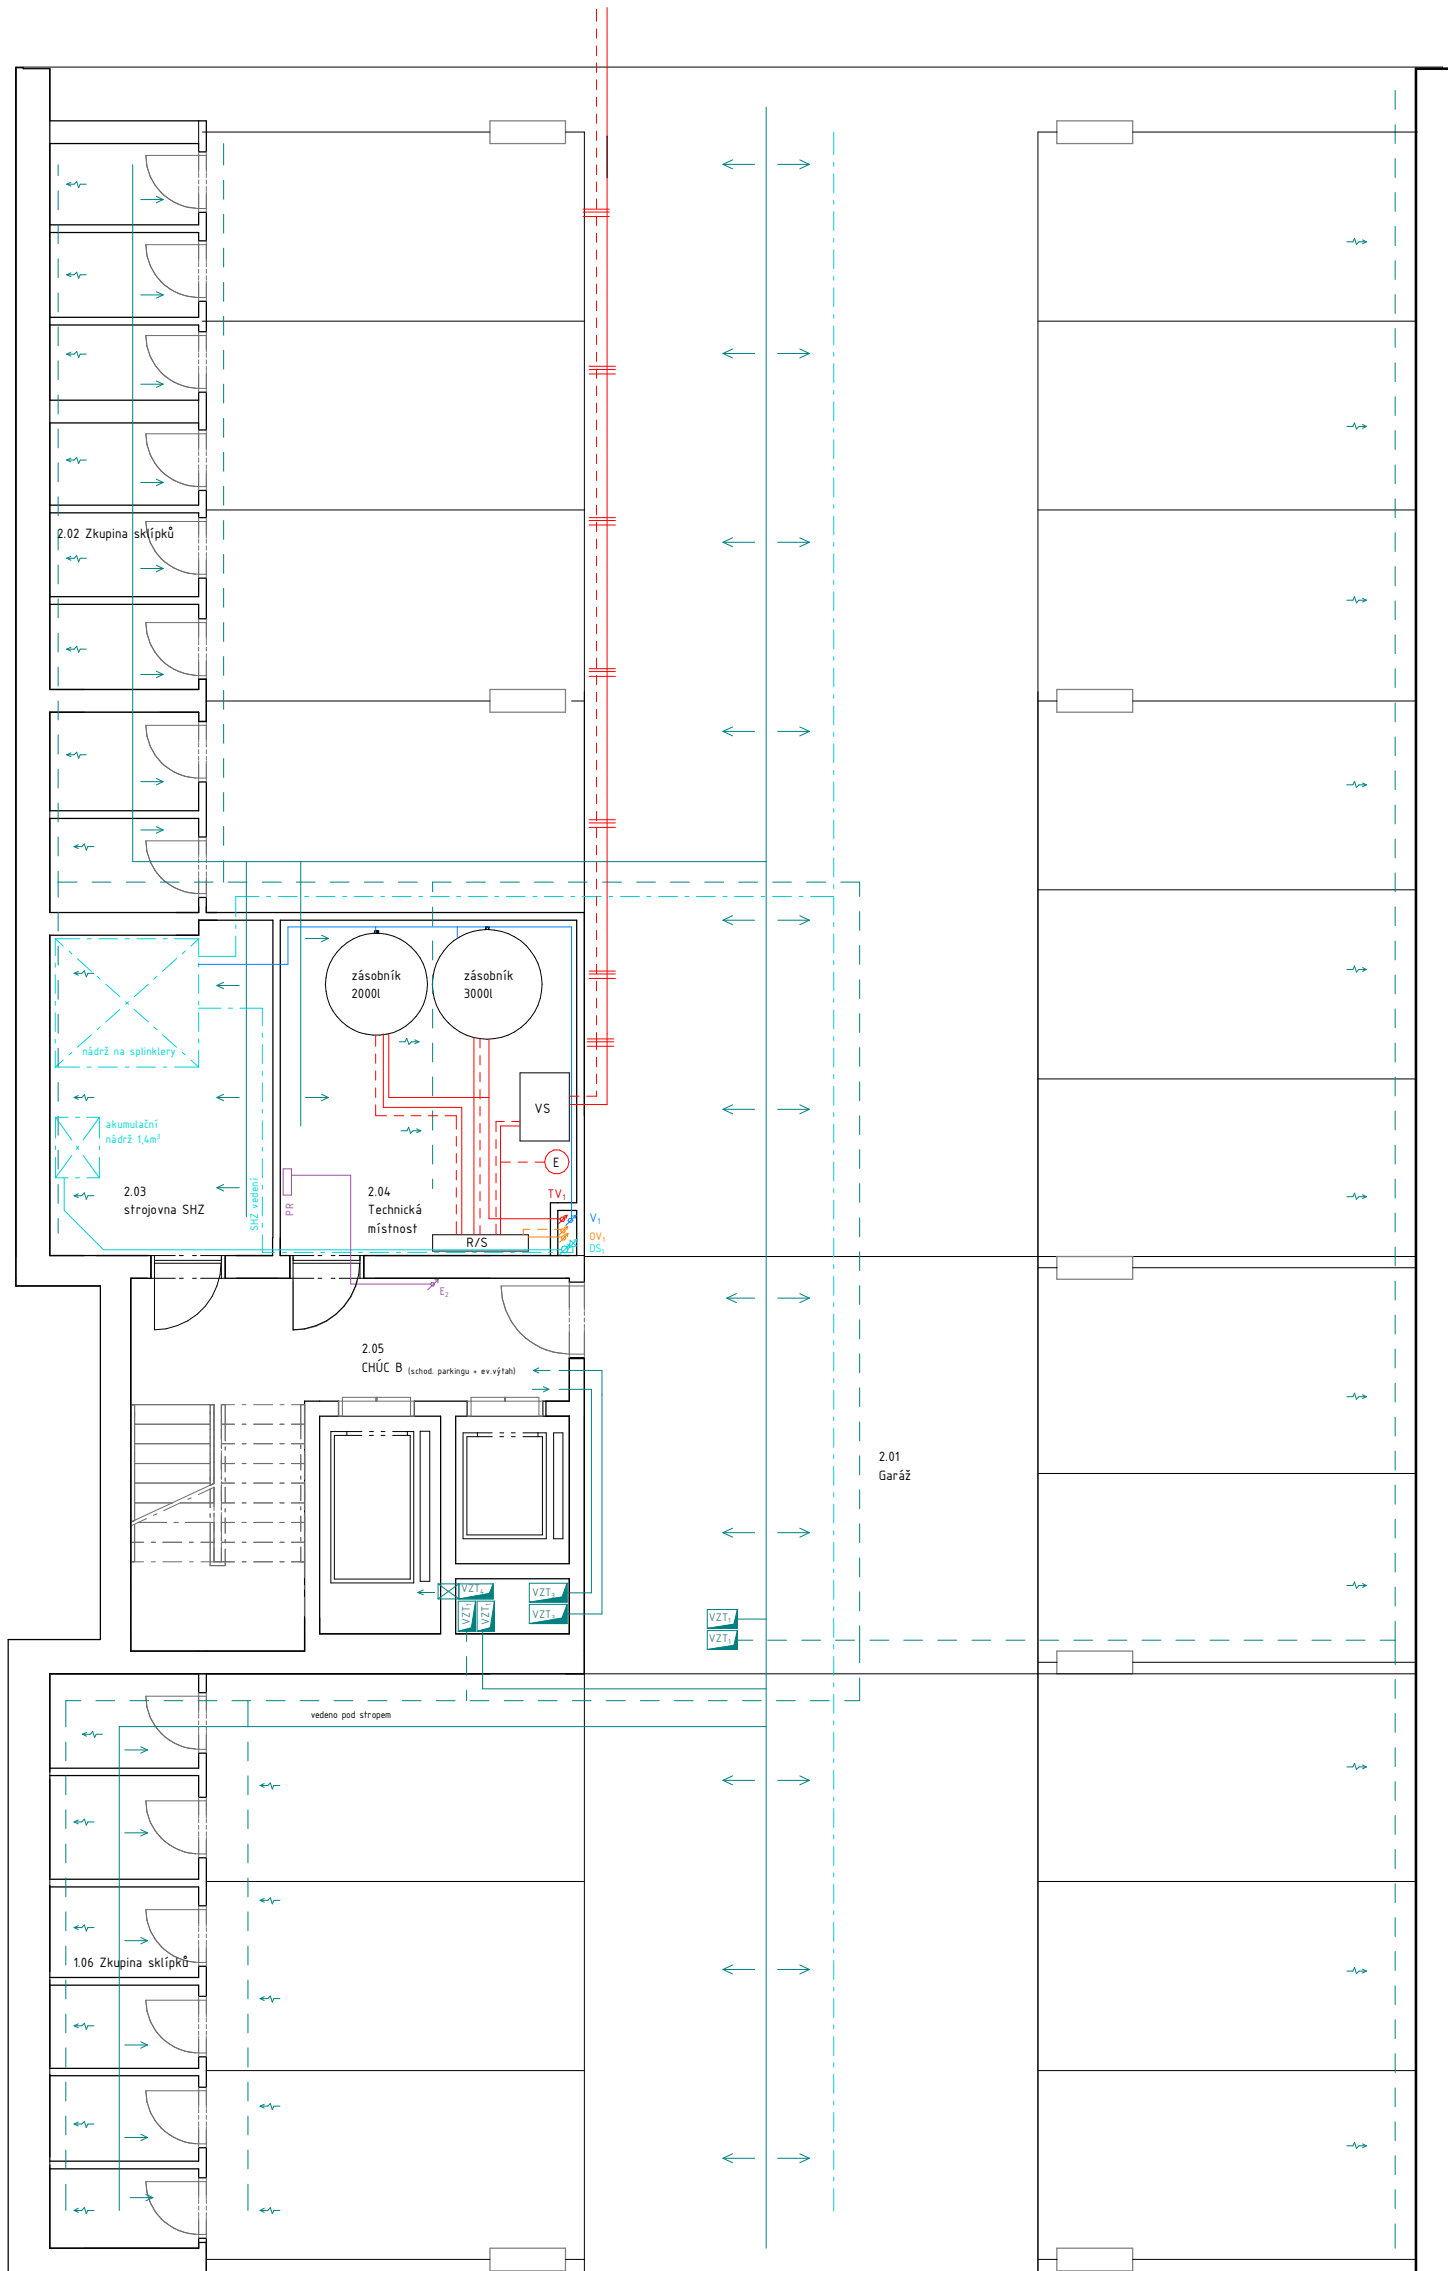 2.02 Zkupina sklípků
zásobník
2000l
zásobník
3000l
nádrž na splinklery
akumulační
nádrž 1,4m³
VS
E
2.03
strojovna SHZ
SHZ vedení
PR
2.04
Technická
místnost
TV₁
V₁
OV₁
DS₁
R/S
E₂
2.05
CHÚC B (schod. parkingu + ev.výtah)
2.01
Garáž
VZT₄
VZT₂
VZT₁
VZT₁
VZT₁
VZT₁
vedeno pod stropem
1.06 Zkupina sklípků